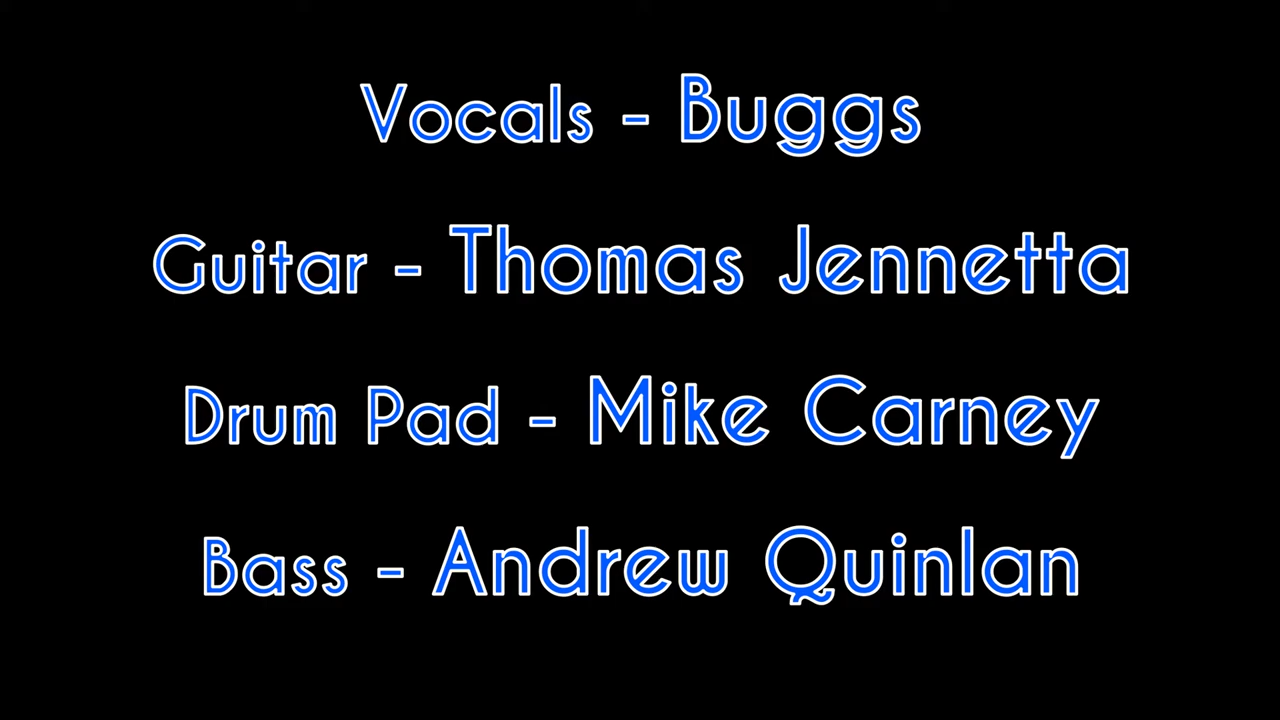 Vocals - Buggs
Guitar - Thomas Jennetta
Drum Pad - Mike Carney
Bass - Andrew Quinlan